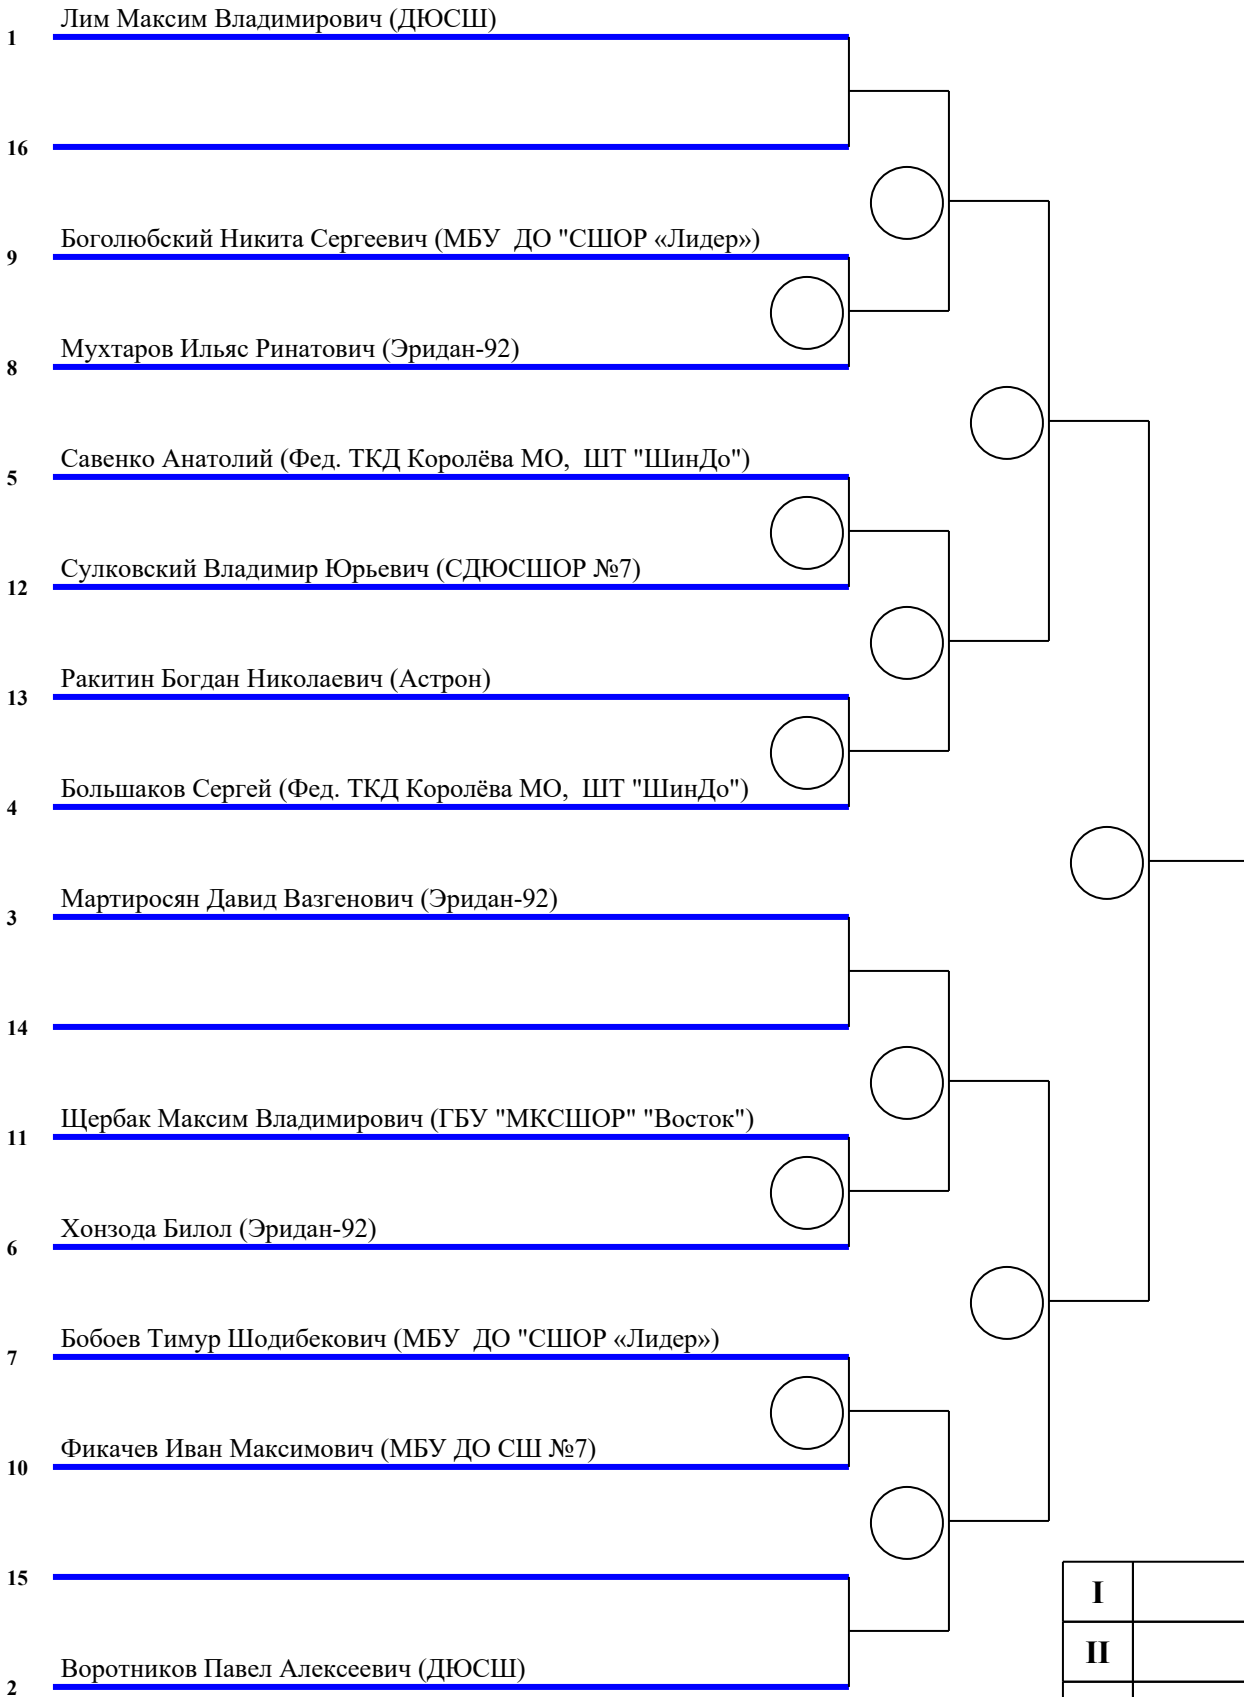 Лим Максим Владимирович (ДЮСШ)
1
16
Боголюбский Никита Сергеевич (МБУ  ДО "СШОР «Лидер»)
9
Мухтаров Ильяс Ринатович (Эридан-92)
8
Савенко Анатолий (Фед. ТКД Королёва МО,  ШТ "ШинДо")
5
Сулковский Владимир Юрьевич (СДЮСШОР №7)
12
Ракитин Богдан Николаевич (Астрон)
13
Большаков Сергей (Фед. ТКД Королёва МО,  ШТ "ШинДо")
4
Мартиросян Давид Вазгенович (Эридан-92)
3
14
Щербак Максим Владимирович (ГБУ "МКСШОР" "Восток")
11
Хонзода Билол (Эридан-92)
6
Бобоев Тимур Шодибекович (МБУ  ДО "СШОР «Лидер»)
7
Фикачев Иван Максимович (МБУ ДО СШ №7)
10
15
I
II
Воротников Павел Алексеевич (ДЮСШ)
2